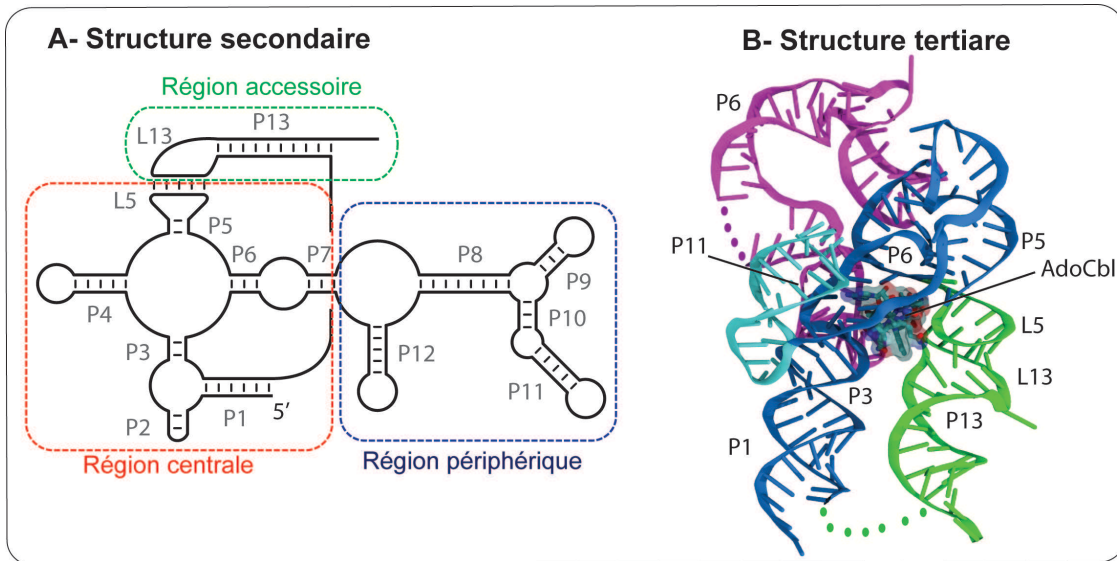 A- Structure secondaire
Région accessoire
P13
L13
L5
P5
P6
P7
P8
P9
P4
P10
P3
P12
P11
P2
P1
5’
Région centrale
Région périphérique
B- Structure tertiare
P6
P5
P11
P6
AdoCbl
L5
L13
P3
P13
P1